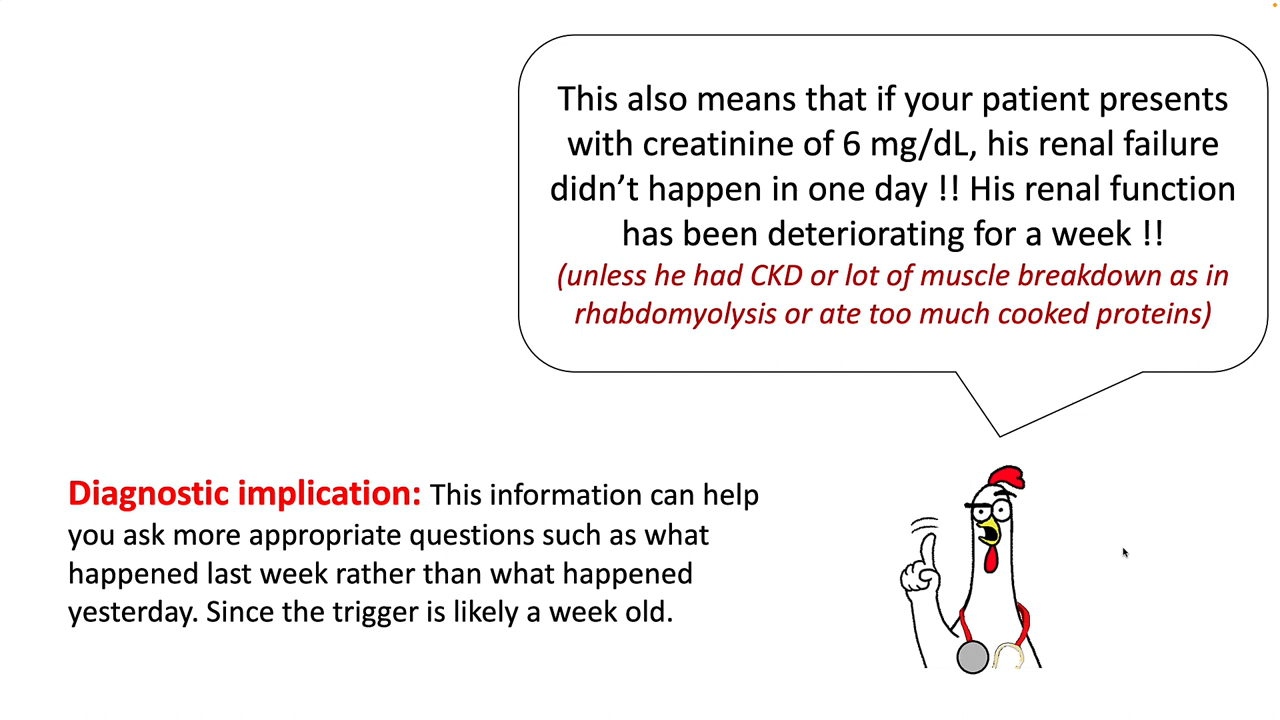 This also means that if your patient presents
with creatinine of 6 mg/dL, his renal failure
didn’t happen in one day !! His renal function
has been deteriorating for a week !!
(unless he had CKD or lot of muscle breakdown as in
rhabdomyolysis or ate too much cooked proteins)
Diagnostic implication: This information can help
you ask more appropriate questions such as what
happened last week rather than what happened
yesterday. Since the trigger is likely a week old.